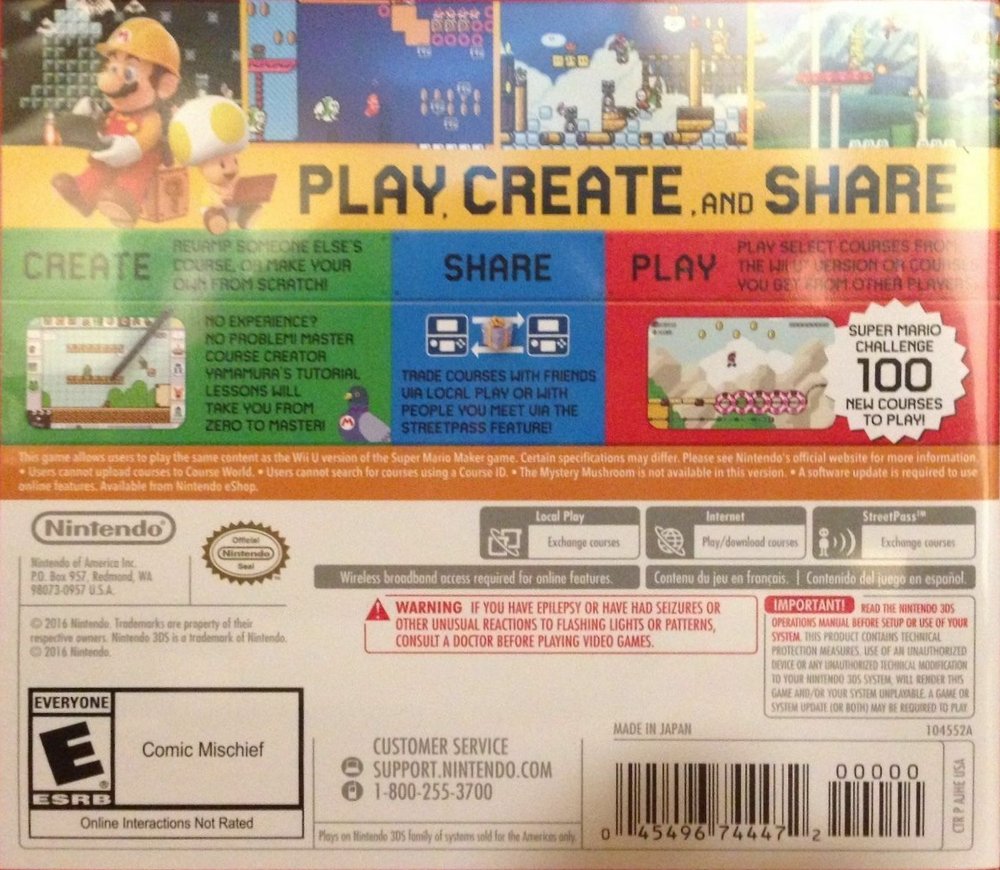 PLAY, CREATE, AND SHARE
CREATE
REVAMP SOMEONE ELSE'S
COURSE, OR MAKE YOUR
OWN FROM SCRATCH!
NO EXPERIENCE?
NO PROBLEM! MASTER
COURSE CREATOR
YAMAMURA'S TUTORIAL
LESSONS WILL
TAKE YOU FROM
ZERO TO MASTER!
SHARE
TRADE COURSES WITH FRIENDS
VIA LOCAL PLAY OR WITH
PEOPLE YOU MEET VIA THE
STREETPASS FEATURE!
PLAY
PLAY SELECT COURSES FROM
THE WII U VERSION OR COURSES
YOU GET FROM OTHER PLAYERS
SUPER MARIO
CHALLENGE
100
NEW COURSES
TO PLAY!
This game allows users to play the same content as the Wii U version of the Super Mario Maker game. Certain specifications may differ. Please see Nintendo's official website for more information.
• Users cannot upload courses to Course World. • Users cannot search for courses using a Course ID. • The Mystery Mushroom is not available in this version. • A software update is required to use
online features. Available from Nintendo eShop.
Nintendo®
Official
Nintendo
Seal
Nintendo of America Inc.
P.O. Box 957, Redmond, WA
98073-0957 U.S.A.
Local Play
Exchange courses
Internet
Play/download courses
StreetPass™
Exchange courses
Wireless broadband access required for online features.
Contenu du jeu en français. | Contenido del juego en español.
© 2016 Nintendo. Trademarks are property of their
respective owners. Nintendo 3DS is a trademark of Nintendo.
© 2016 Nintendo.
WARNING IF YOU HAVE EPILEPSY OR HAVE HAD SEIZURES OR
OTHER UNUSUAL REACTIONS TO FLASHING LIGHTS OR PATTERNS,
CONSULT A DOCTOR BEFORE PLAYING VIDEO GAMES.
IMPORTANT! READ THE NINTENDO 3DS
OPERATIONS MANUAL BEFORE SETUP OR USE OF YOUR
SYSTEM. THIS PRODUCT CONTAINS TECHNICAL
PROTECTION MEASURES. USE OF AN UNAUTHORIZED
DEVICE OR ANY UNAUTHORIZED TECHNICAL MODIFICATION
TO YOUR NINTENDO 3DS SYSTEM, WILL RENDER THIS
GAME AND/OR YOUR SYSTEM UNPLAYABLE. A GAME OR
SYSTEM UPDATE (OR BOTH) MAY BE REQUIRED TO PLAY
EVERYONE
E
ESRB
Comic Mischief
Online Interactions Not Rated
CUSTOMER SERVICE
SUPPORT.NINTENDO.COM
1-800-255-3700
Plays on Nintendo 3DS family of systems sold for the Americas only.
MADE IN JAPAN
104552A
0 45496 74447 2
00000
CTR P AJHE USA